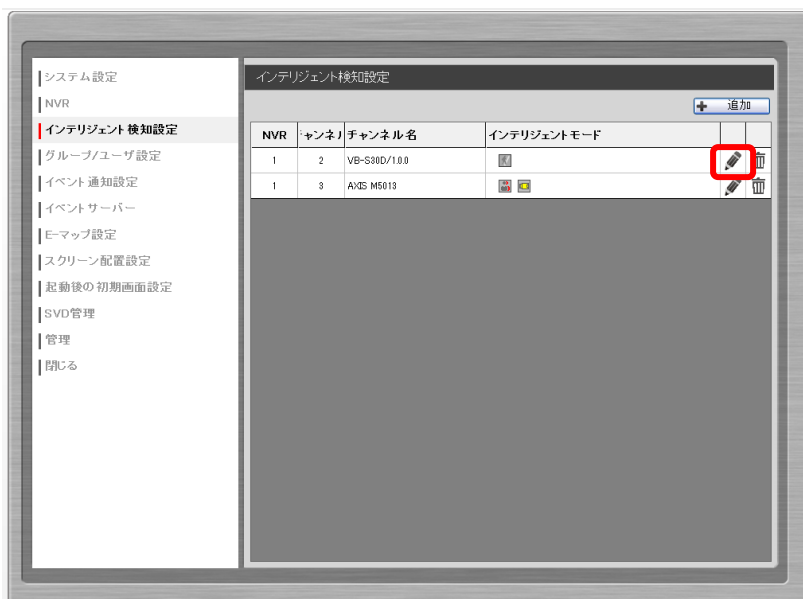 システム設定
NVR
インテリジェント検知設定
グループ/ユーザ設定
イベント通知設定
イベントサーバー
E-マップ設定
スクリーン配置設定
起動後の初期画面設定
SVD管理
管理
閉じる
インテリジェント検知設定
追加
NVR ャンネル チャンネル名 インテリジェントモード
1 2 VB-S30D/1.0.0
1 3 AXIS M5013